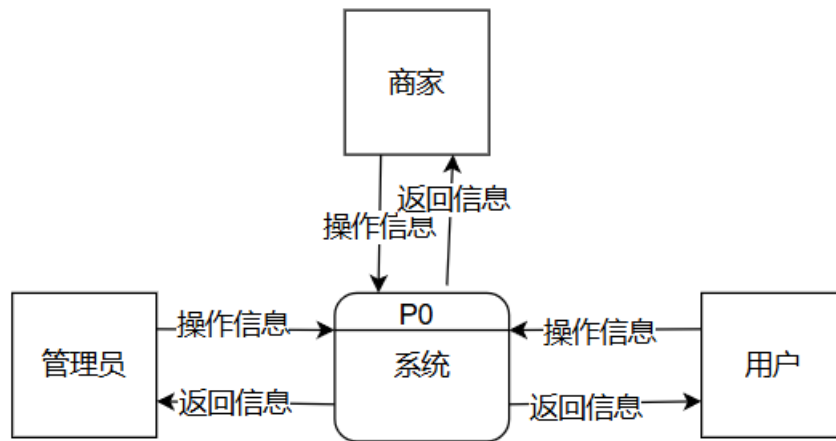 商家
返回信息
操作信息
P0
操作信息
操作信息
管理员
系统
用户
返回信息
返回信息